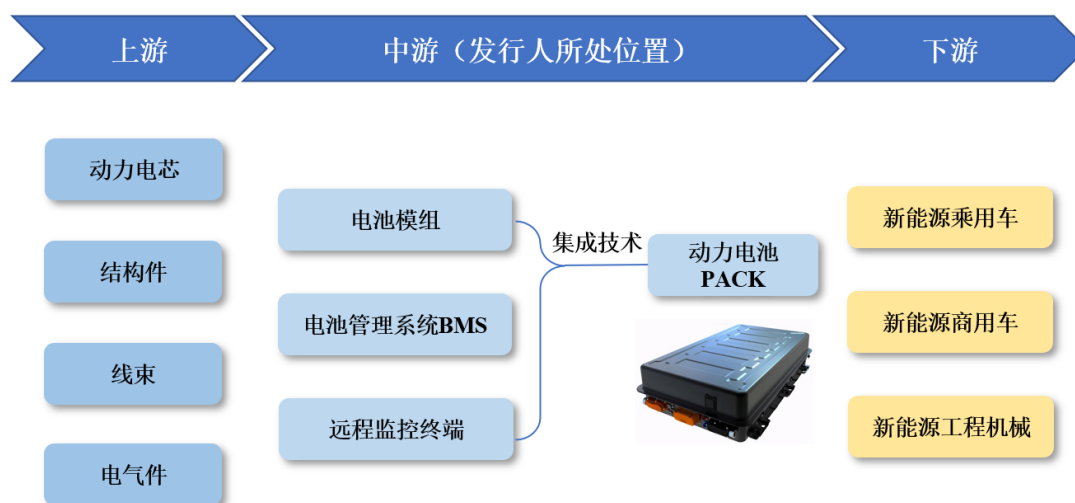 上游
中游（发行人所处位置）
下游
动力电芯
结构件
线束
电气件
电池模组
电池管理系统BMS
远程监控终端
集成技术
动力电池
PACK
新能源乘用车
新能源商用车
新能源工程机械